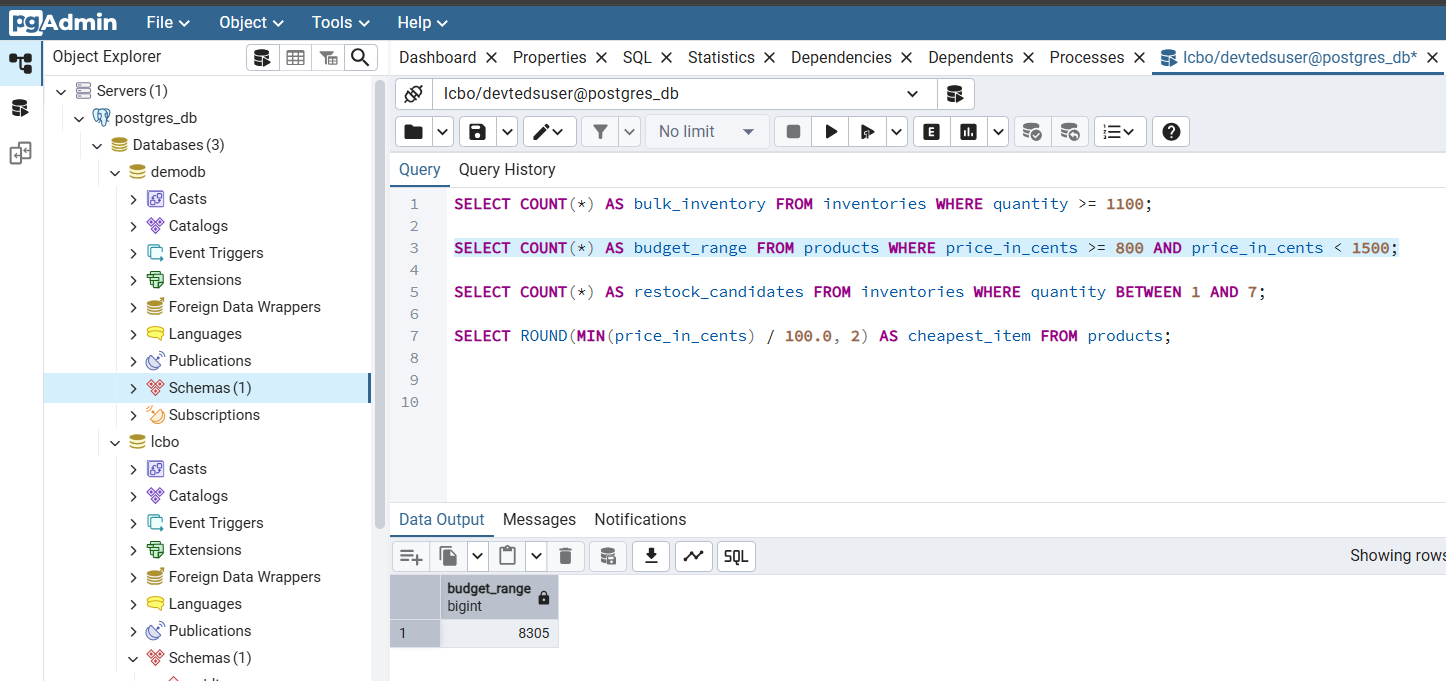 pgAdmin File Object Tools Help
Object Explorer
Dashboard Properties SQL Statistics Dependencies Dependents Processes lcbo/devtedsuser@postgres_db*
Servers (1)
postgres_db
Databases (3)
demodb
Casts
Catalogs
Event Triggers
Extensions
Foreign Data Wrappers
Languages
Publications
Schemas (1)
Subscriptions
lcbo
Casts
Catalogs
Event Triggers
Extensions
Foreign Data Wrappers
Languages
Publications
Schemas (1)
lcbo/devtedsuser@postgres_db
No limit E
Query Query History
1 SELECT COUNT(*) AS bulk_inventory FROM inventories WHERE quantity >= 1100;
2
3 SELECT COUNT(*) AS budget_range FROM products WHERE price_in_cents >= 800 AND price_in_cents < 1500;
4
5 SELECT COUNT(*) AS restock_candidates FROM inventories WHERE quantity BETWEEN 1 AND 7;
6
7 SELECT ROUND(MIN(price_in_cents) / 100.0, 2) AS cheapest_item FROM products;
8
9
10
Data Output Messages Notifications
SQL Showing rows
budget_range
bigint
1 8305